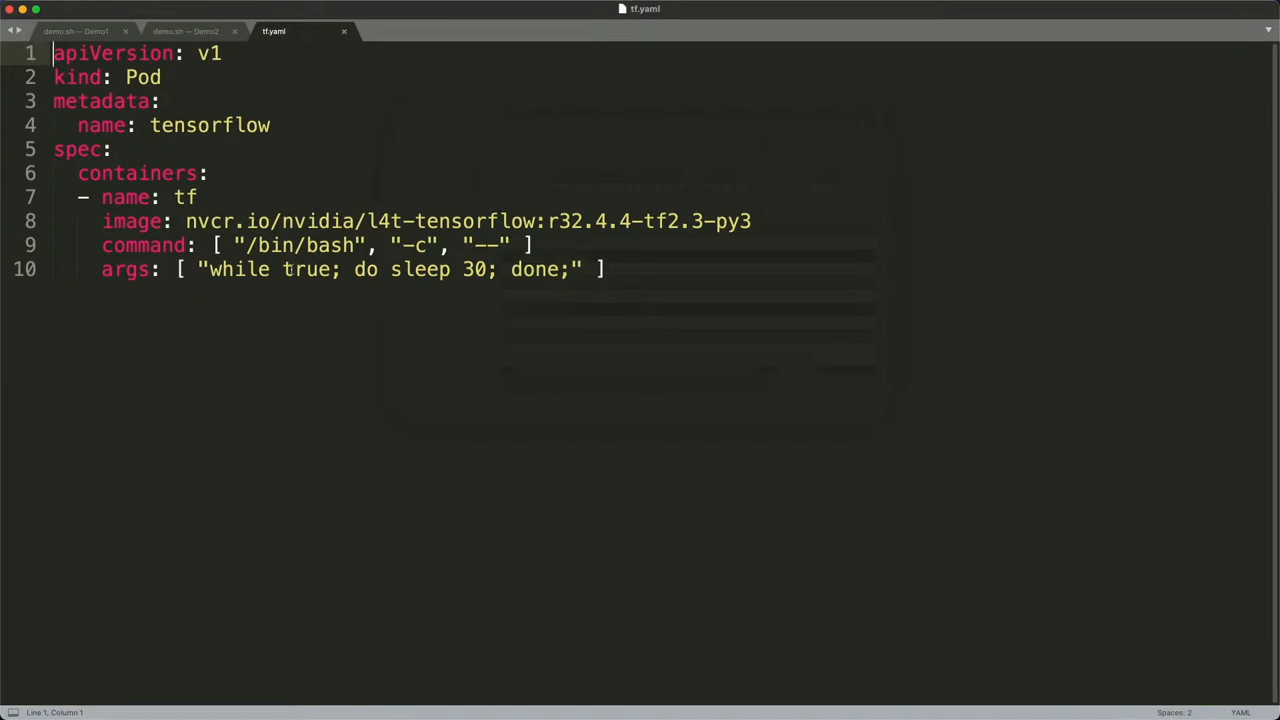 tf.yaml
demo.sh — Demo1
demo.sh — Demo2
tf.yaml
1 apiVersion: v1
2 kind: Pod
3 metadata:
4 name: tensorflow
5 spec:
6 containers:
7 - name: tf
8 image: nvcr.io/nvidia/l4t-tensorflow:r32.4.4-tf2.3-py3
9 command: [ "/bin/bash", "-c", "--" ]
10 args: [ "while true; do sleep 30; done;" ]
Line 1, Column 1
Spaces: 2
YAML